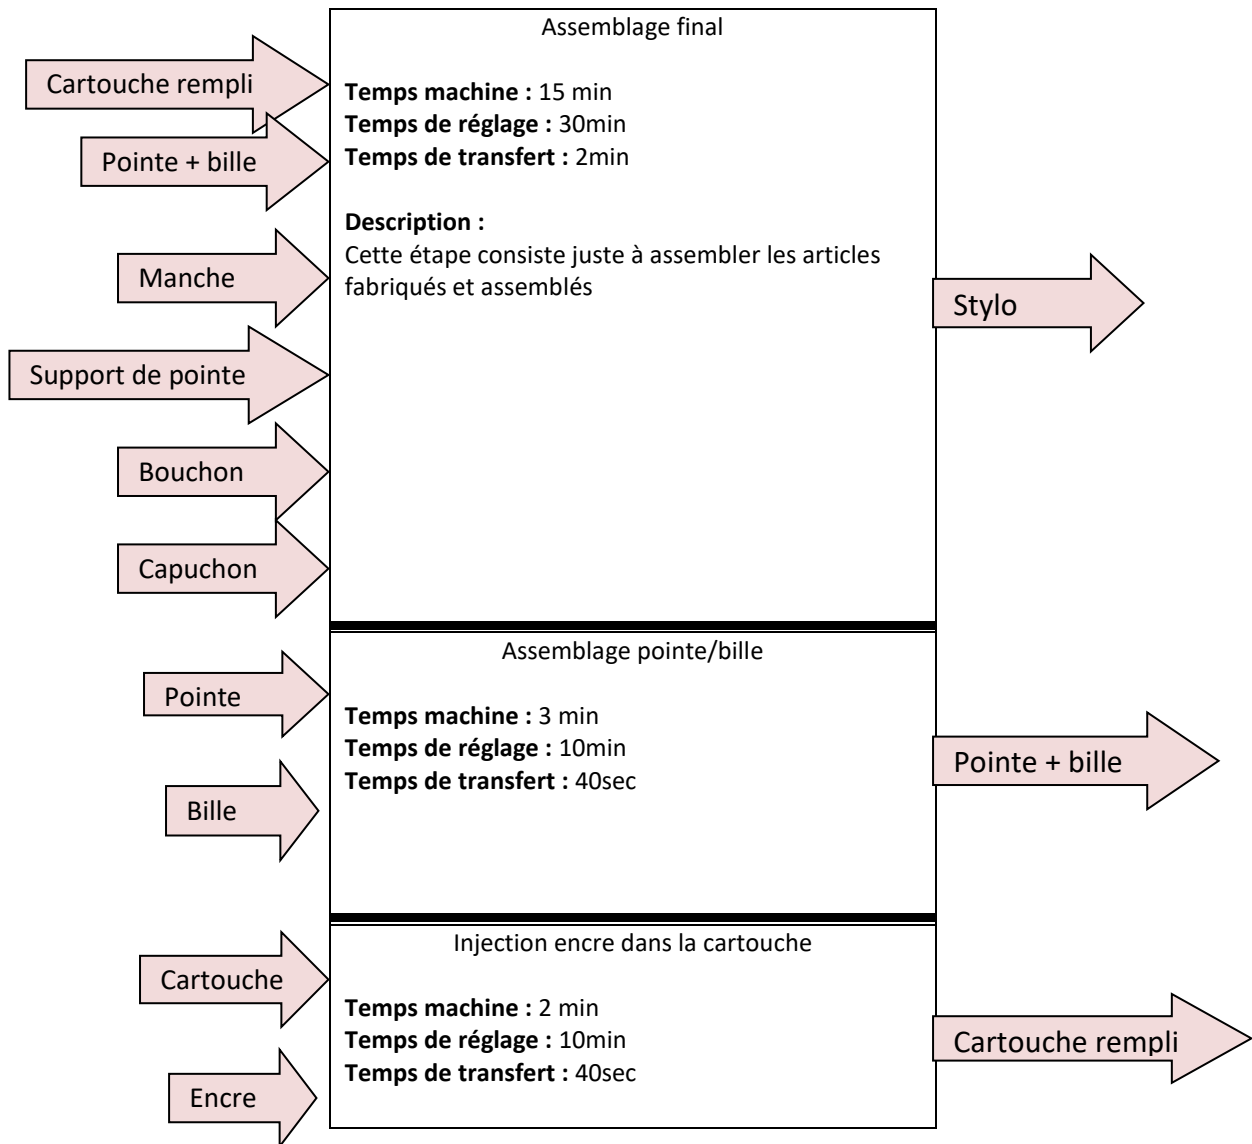 Assemblage final
Cartouche rempli
Pointe + bille
Manche
Support de pointe
Bouchon
Capuchon
Temps machine : 15 min
Temps de réglage : 30min
Temps de transfert : 2min
Description :
Cette étape consiste juste à assembler les articles
fabriqués et assemblés
Stylo
Assemblage pointe/bille
Pointe
Bille
Temps machine : 3 min
Temps de réglage : 10min
Temps de transfert : 40sec
Pointe + bille
Injection encre dans la cartouche
Cartouche
Encre
Temps machine : 2 min
Temps de réglage : 10min
Temps de transfert : 40sec
Cartouche rempli